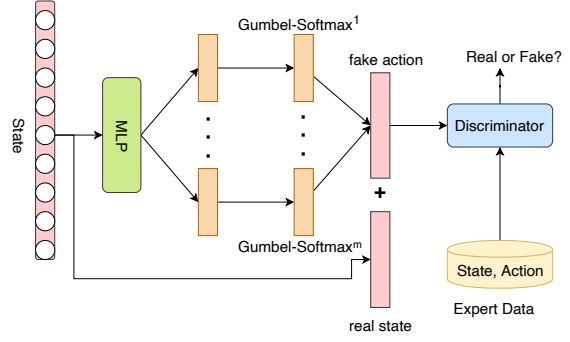 Gumbel-Softmax¹
fake action
Real or Fake?
State
MLP
Discriminator
+
Gumbel-Softmaxᵐ
State, Action
Expert Data
real state